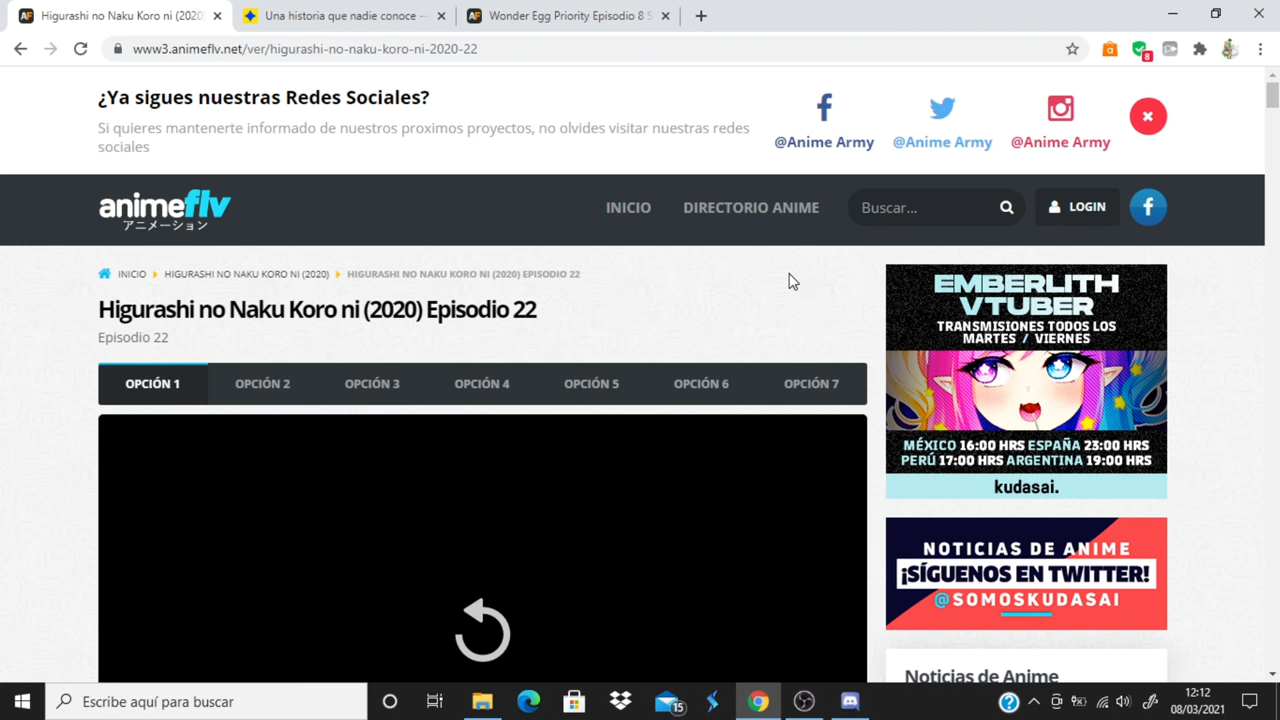 Higurashi no Naku Koro ni (2020)
Una historia que nadie conoce --
Wonder Egg Priority Episodio 8 S
www3.animeflv.net/ver/higurashi-no-naku-koro-ni-2020-22
8
¿Ya sigues nuestras Redes Sociales?
Si quieres mantenerte informado de nuestros proximos proyectos, no olvides visitar nuestras redes
sociales
@Anime Army
@Anime Army
@Anime Army
animeflv
アニメーション
INICIO
DIRECTORIO ANIME
Buscar...
LOGIN
INICIO
HIGURASHI NO NAKU KORO NI (2020)
HIGURASHI NO NAKU KORO NI (2020) EPISODIO 22
Higurashi no Naku Koro ni (2020) Episodio 22
Episodio 22
OPCIÓN 1
OPCIÓN 2
OPCIÓN 3
OPCIÓN 4
OPCIÓN 5
OPCIÓN 6
OPCIÓN 7
EMBERLITH
VTUBER
TRANSMISIONES TODOS LOS
MARTES / VIERNES
MÉXICO 16:00 HRS ESPAÑA 23:00 HRS
PERÚ 17:00 HRS ARGENTINA 19:00 HRS
kudasai.
NOTICIAS DE ANIME
¡SÍGUENOS EN TWITTER!
@SOMOSKUDASAI
Noticias de Anime
Escribe aquí para buscar
15
12:12
08/03/2021